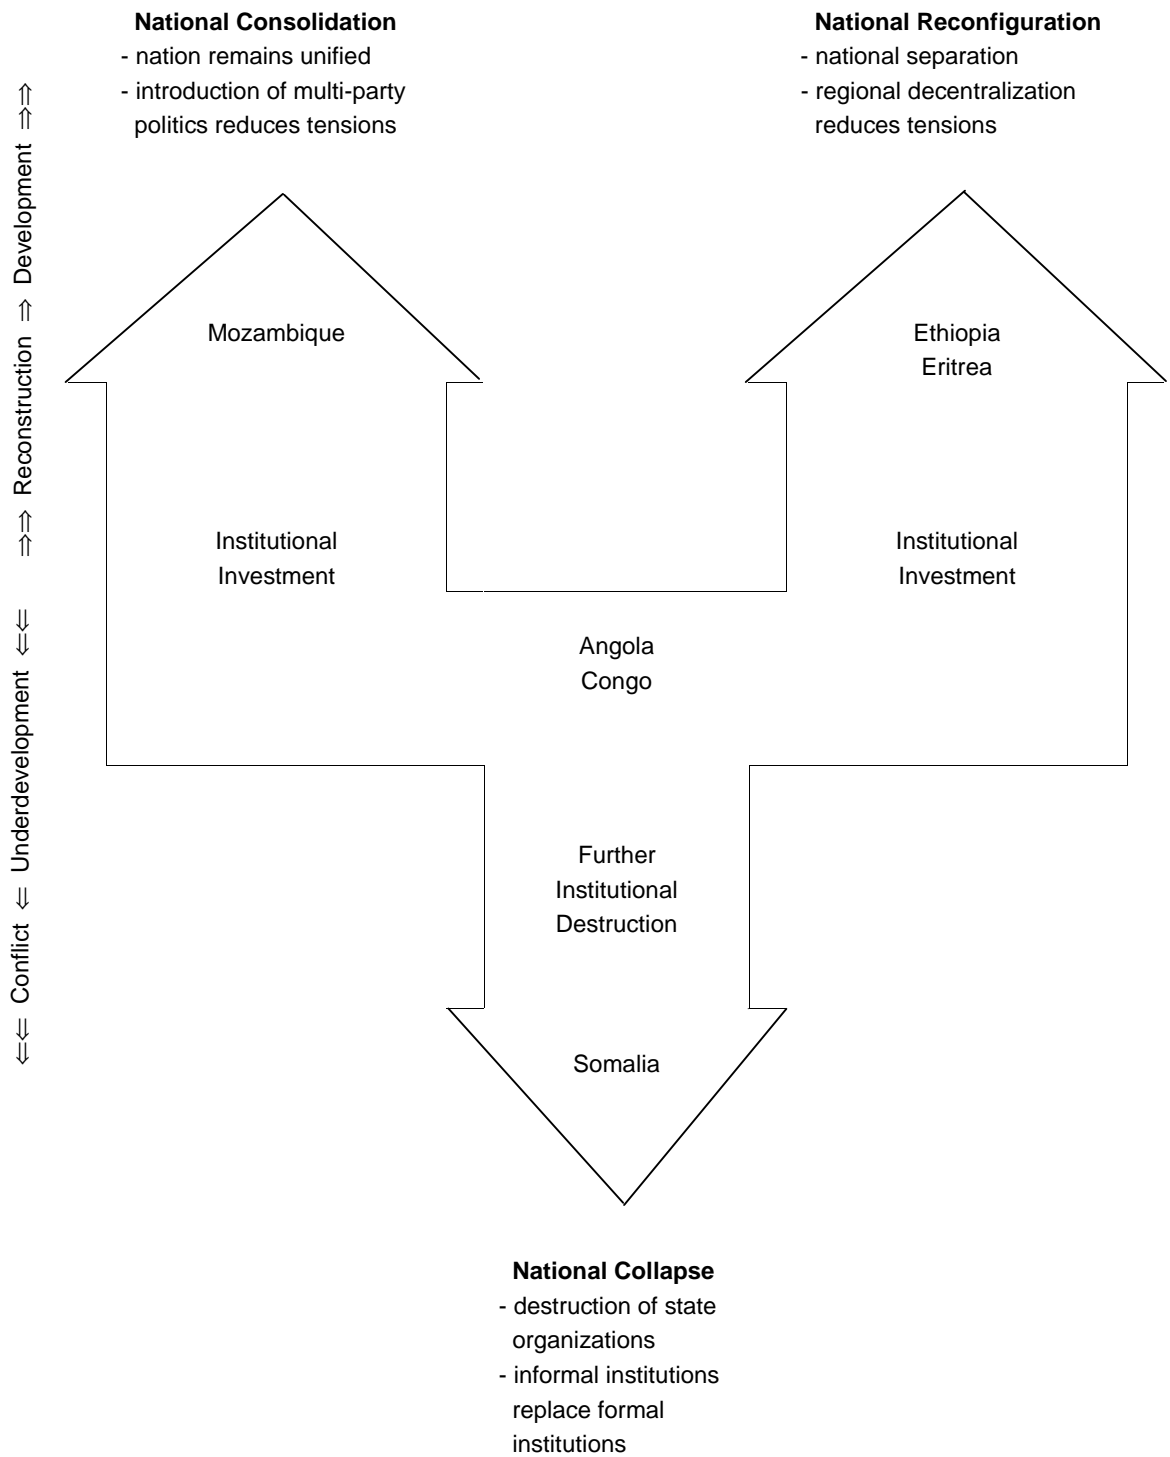 National Consolidation
- nation remains unified
- introduction of multi-party
politics reduces tensions
National Reconfiguration
- national separation
- regional decentralization
reduces tensions
⇐⇐ Conflict ⇐ Underdevelopment ⇐⇐ ⇒⇒ Reconstruction ⇒ Development ⇒⇒
Mozambique
Ethiopia
Eritrea
Institutional
Investment
Institutional
Investment
Angola
Congo
Further
Institutional
Destruction
Somalia
National Collapse
- destruction of state
organizations
- informal institutions
replace formal
institutions